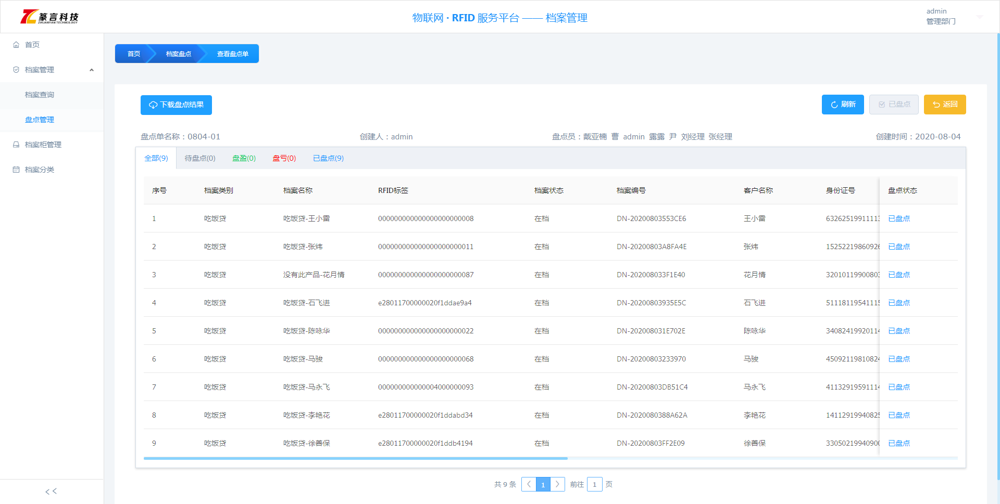 篆言科技
ZHUANYAN TECHNOLOGY
物联网 · RFID 服务平台 —— 档案管理
admin
管理部门
首页
档案管理
档案查询
盘点管理
档案柜管理
档案分类
<<
首页 档案盘点 查看盘点单
下载盘点结果 刷新 已盘点 返回
盘点单名称：0804-01 创建人：admin 盘点员：戴亚楠 曹 admin 露露 尹 刘经理 张经理 创建时间：2020-08-04
全部(9) 待盘点(0) 盘盈(0) 盘亏(0) 已盘点(9)
序号 档案类别 档案名称 RFID标签 档案状态 档案编号 客户名称 身份证号 盘点状态
1 吃饭贷 吃饭贷-王小雷 000000000000000000000008 在档 DN-20200803553CE6 王小雷 63262519911113 已盘点
2 吃饭贷 吃饭贷-张炜 000000000000000000000011 在档 DN-20200803A8FA4E 张炜 15252219860926 已盘点
3 吃饭贷 没有此产品-花月情 000000000000000000000087 在档 DN-202008033F1E40 花月情 32010119900803 已盘点
4 吃饭贷 吃饭贷-石飞进 e28011700000020f1ddae9a4 在档 DN-20200803935E5C 石飞进 51118119541115 已盘点
5 吃饭贷 吃饭贷-陈咏华 000000000000000000000022 在档 DN-202008031E702E 陈咏华 34082419920114 已盘点
6 吃饭贷 吃饭贷-马骏 000000000000000000000068 在档 DN-20200803233970 马骏 45092119810824 已盘点
7 吃饭贷 吃饭贷-马永飞 000000000000004000000093 在档 DN-20200803DB51C4 马永飞 41132919591114 已盘点
8 吃饭贷 吃饭贷-李艳花 e28011700000020f1ddabd34 在档 DN-2020080388A62A 李艳花 14112919940825 已盘点
9 吃饭贷 吃饭贷-徐善保 e28011700000020f1ddb4194 在档 DN-20200803FF2E09 徐善保 33050219940900 已盘点
共 9 条 < 1 > 前往 1 页